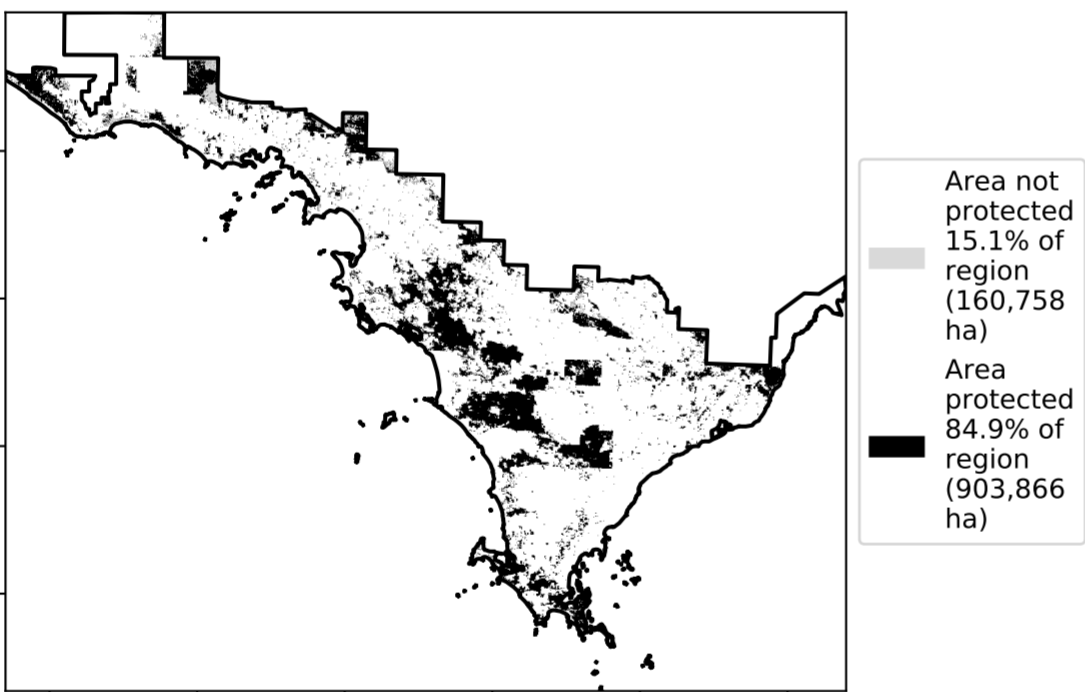 Area not
protected
15.1% of
region
(160,758
ha)
Area
protected
84.9% of
region
(903,866
ha)